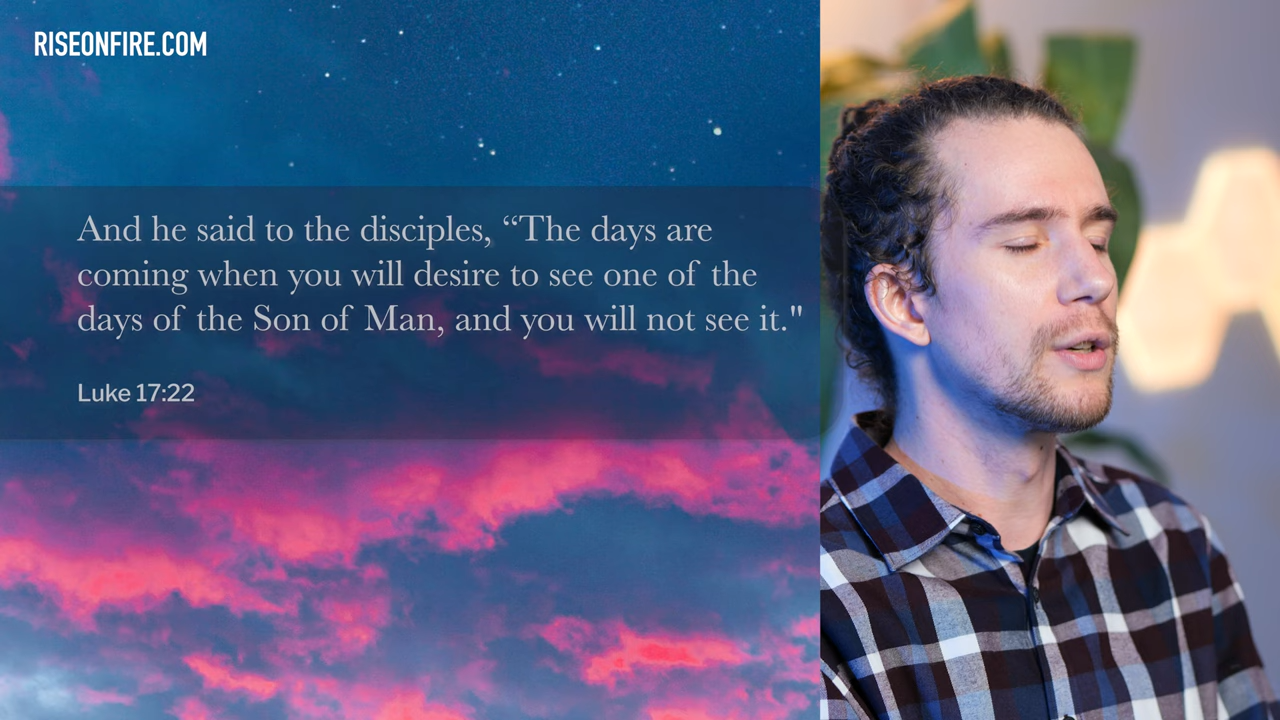 RISEONFIRE.COM
And he said to the disciples, “The days are
coming when you will desire to see one of the
days of the Son of Man, and you will not see it."
Luke 17:22